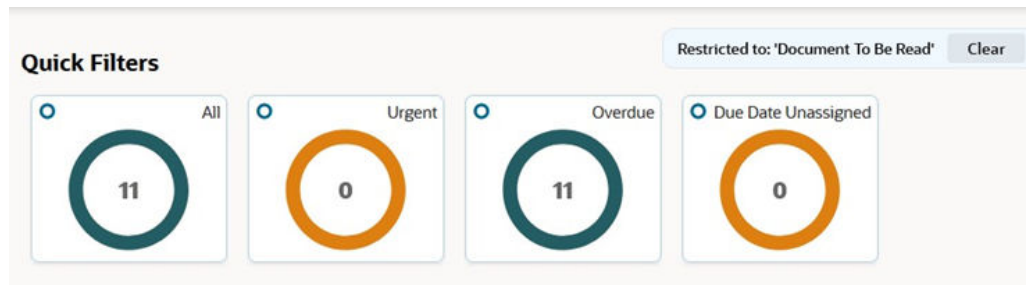 Restricted to: 'Document To Be Read' Clear
Quick Filters
All
11
Urgent
0
Overdue
11
Due Date Unassigned
0